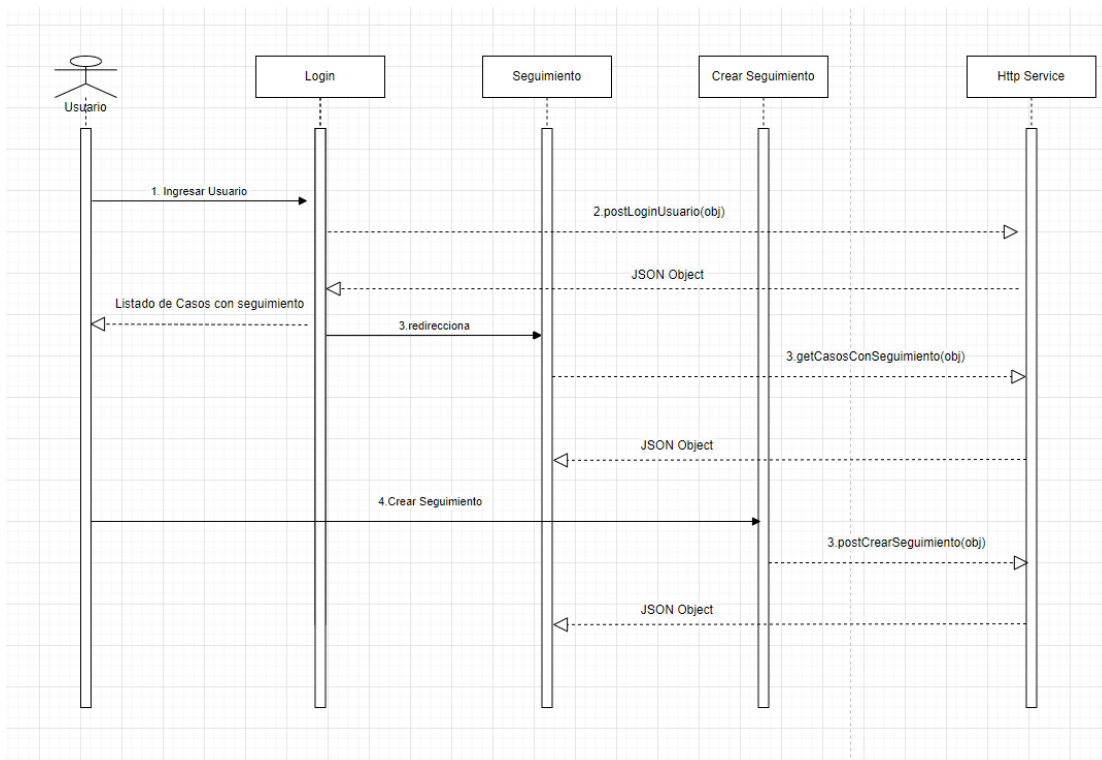 Usuario
Login
Seguimiento
Crear Seguimiento
Http Service
1. Ingresar Usuario
2.postLoginUsuario(obj)
JSON Object
Listado de Casos con seguimiento
3.redirecciona
3.getCasosConSeguimiento(obj)
JSON Object
4.Crear Seguimiento
3.postCrearSeguimiento(obj)
JSON Object